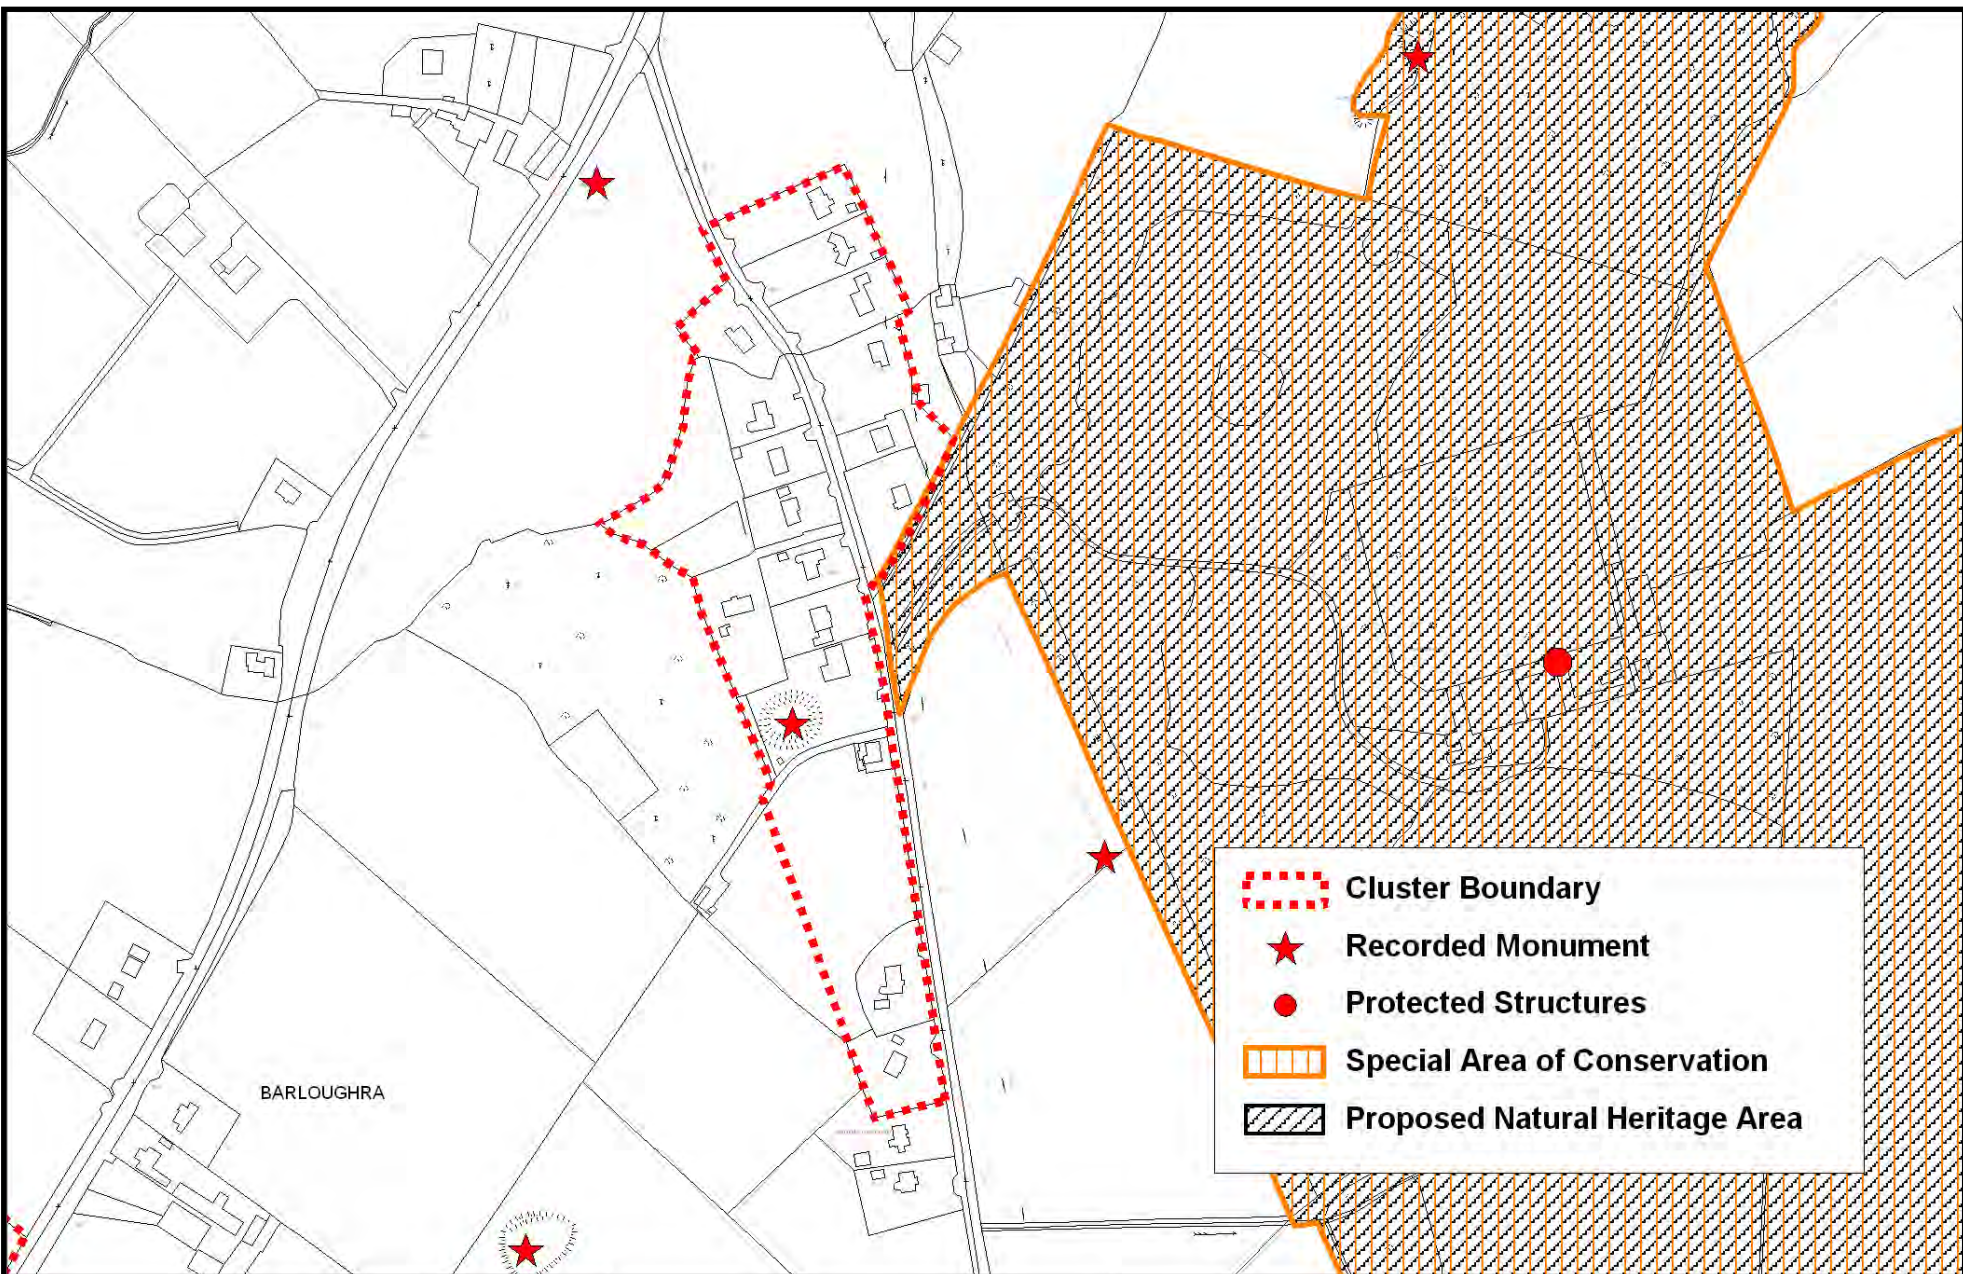 BARLOUGHRA
Cluster Boundary
Recorded Monument
Protected Structures
Special Area of Conservation
Proposed Natural Heritage Area